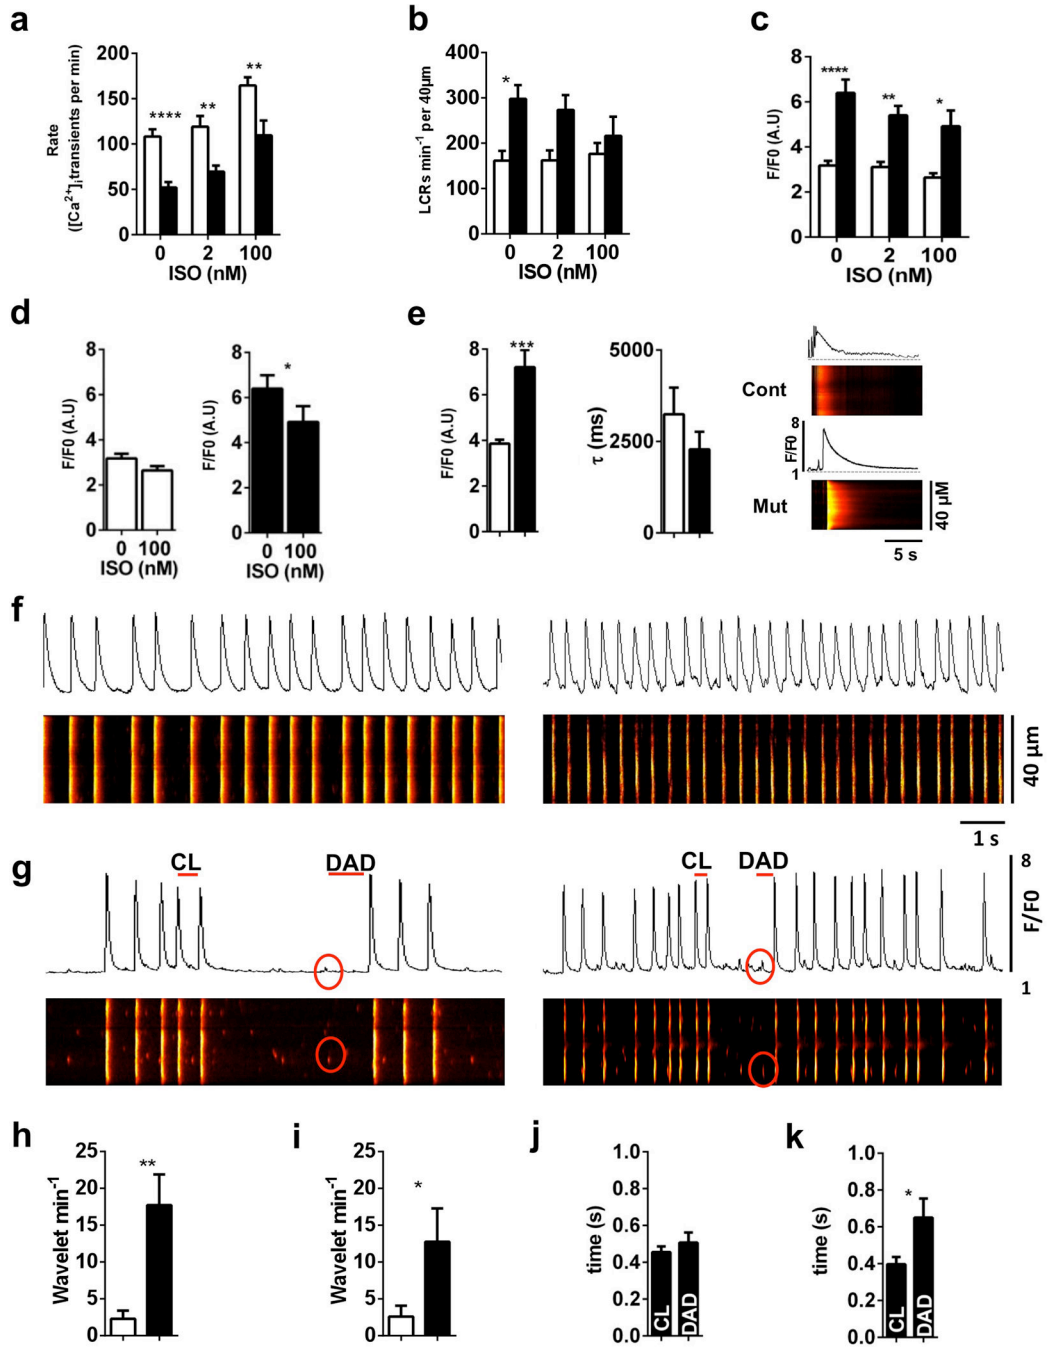 a
200
150
100
50
0
Rate
([Ca²⁺]ᵢtransients per min)
****
**
**
0 2 100
ISO (nM)
b
400
300
200
100
0
LCRs min⁻¹ per 40µm
*
0 2 100
ISO (nM)
c
8
6
4
2
0
F/F0 (A.U)
****
**
*
0 2 100
ISO (nM)
d
8
6
4
2
0
F/F0 (A.U)
0 100
ISO (nM)
8
6
4
2
0
F/F0 (A.U)
*
0 100
ISO (nM)
e
8
6
4
2
0
F/F0 (A.U)
***
5000
2500
0
τ (ms)
Cont
8
F/F0
1
Mut
40 µM
5 s
f
40 µm
1 s
g
CL
DAD
CL
DAD
8
F/F0
1
h
25
20
15
10
5
0
Wavelet min⁻¹
**
i
25
20
15
10
5
0
Wavelet min⁻¹
*
j
1.0
0.8
0.6
0.4
0.2
0.0
time (s)
CL
DAD
k
1.0
0.8
0.6
0.4
0.2
0.0
time (s)
*
CL
DAD